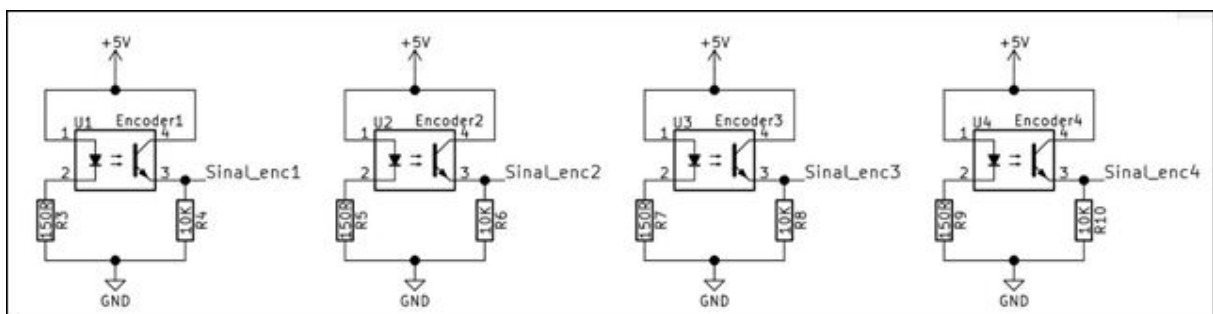 +5V
+5V
+5V
+5V
U1 Encoder1
U2 Encoder2
U3 Encoder3
U4 Encoder4
1 4
1 4
1 4
1 4
2 3 Sinal_enc1
2 3 Sinal_enc2
2 3 Sinal_enc3
2 3 Sinal_enc4
150R R3
10K R4
150R R5
10K R6
150R R7
10K R8
150R R9
10K R10
GND
GND
GND
GND